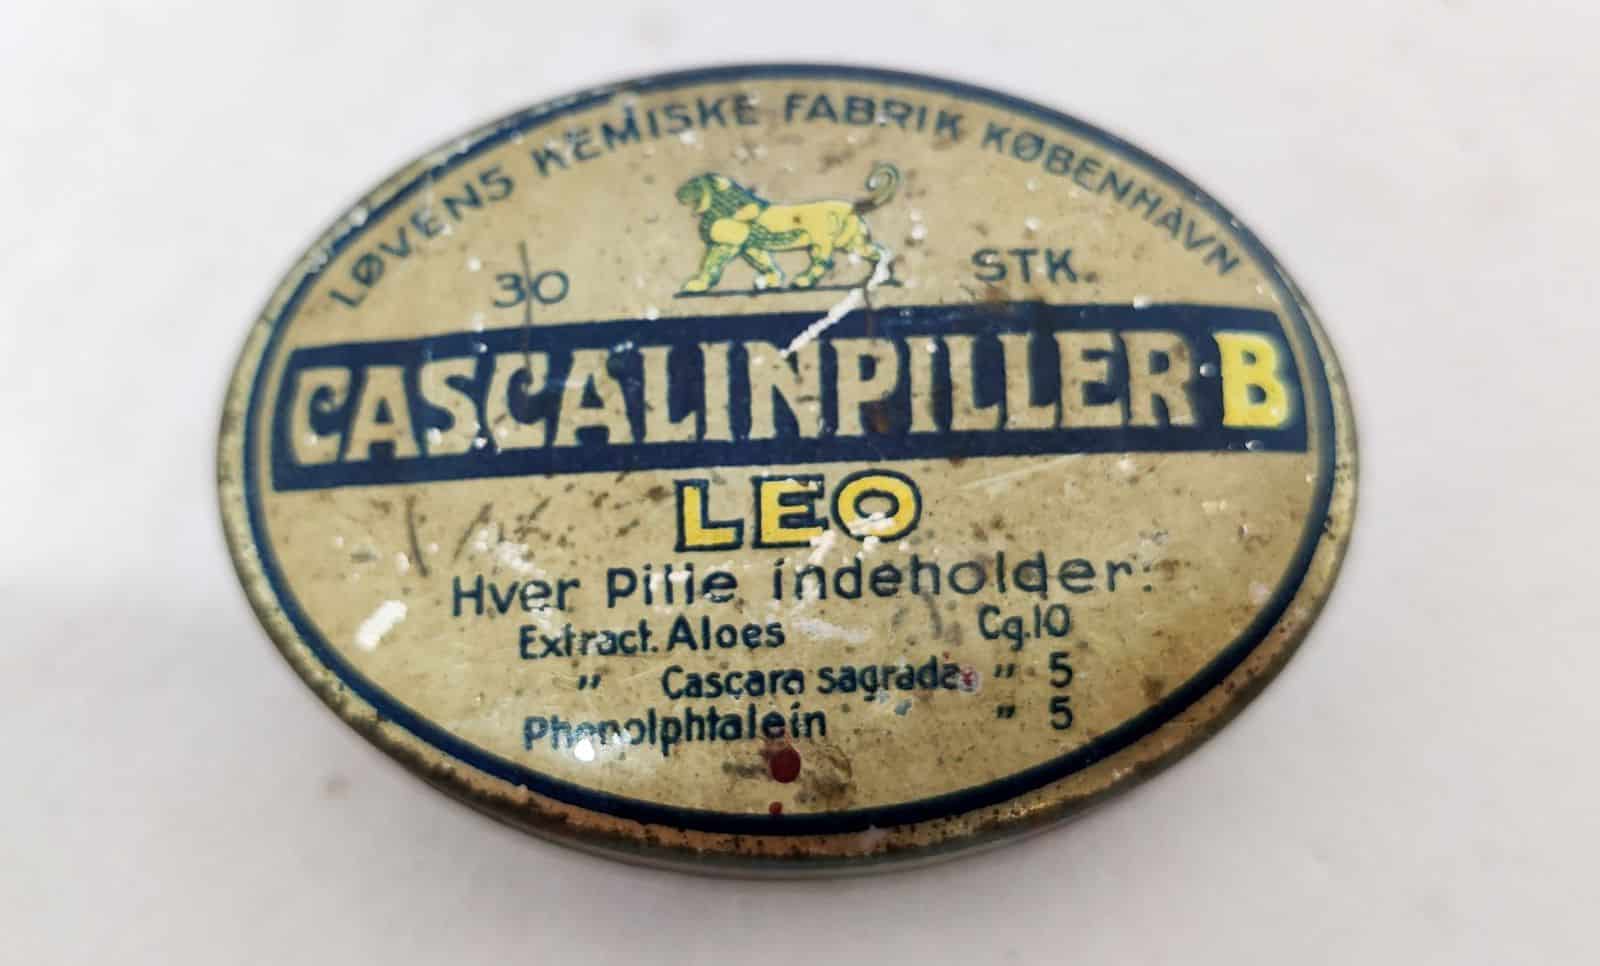 LØVENS KEMISKE FABRIK KØBENHAVN
30 STK.
CASCALINPILLER-B
LEO
Hver Pille indeholder:
Extract. Aloes Cg. 10
„ Cascara sagrada „ 5
Phenolphtalein „ 5